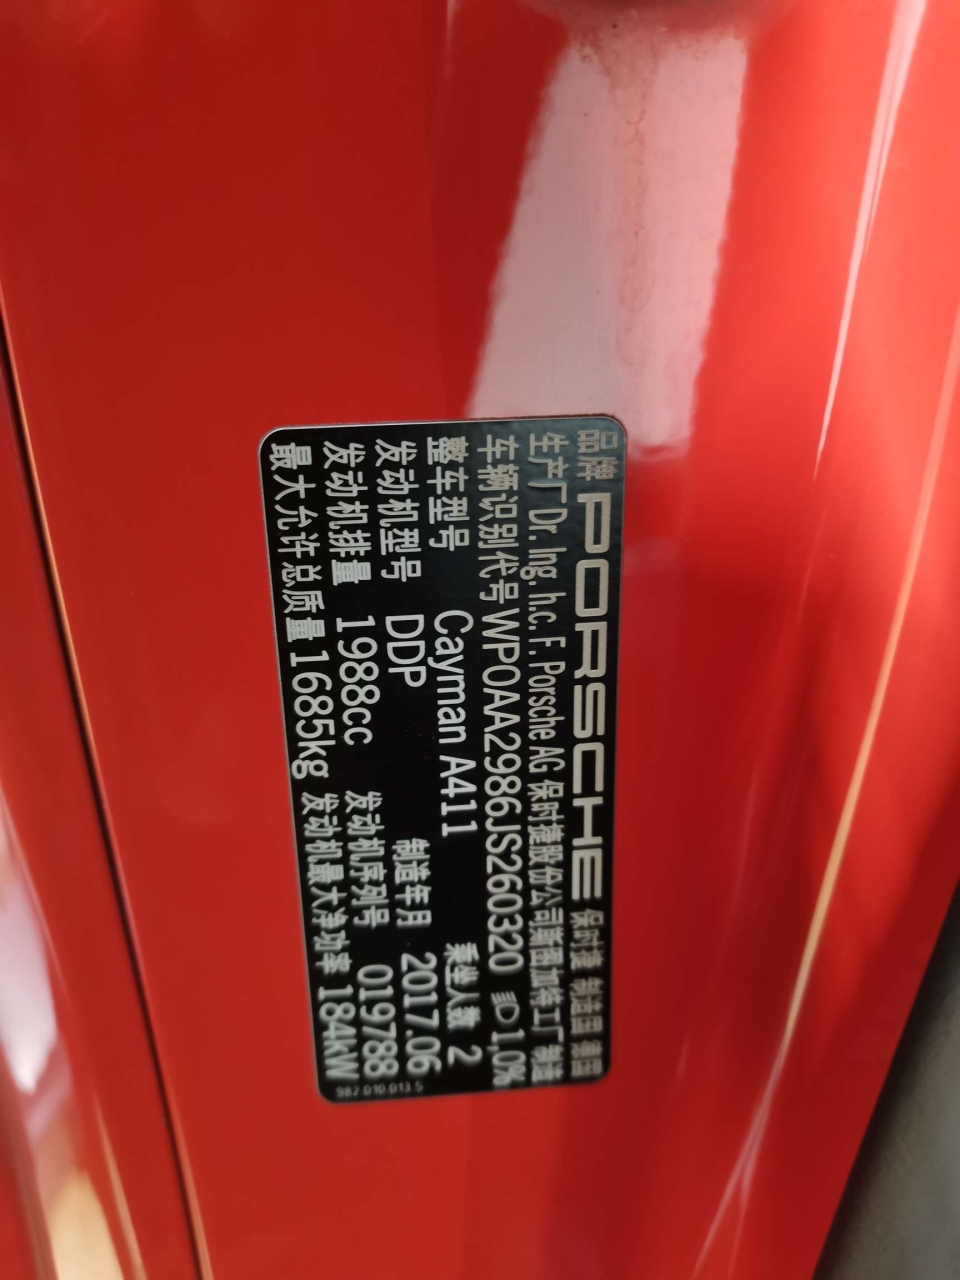 品牌 PORSCHE 保时捷 制造国 德国
生产厂 Dr. Ing. h.c. F. Porsche AG 保时捷股份公司斯图加特工厂 制造
车辆识别代号 WP0AA2986JS260320 1,0%
整车型号 Cayman A411 乘坐人数 2
发动机型号 DDP 制造年月 2017.06
发动机排量 1988cc 发动机序列号 019788
最大允许总质量 1685kg 发动机最大净功率 184kW
982.010.013.S